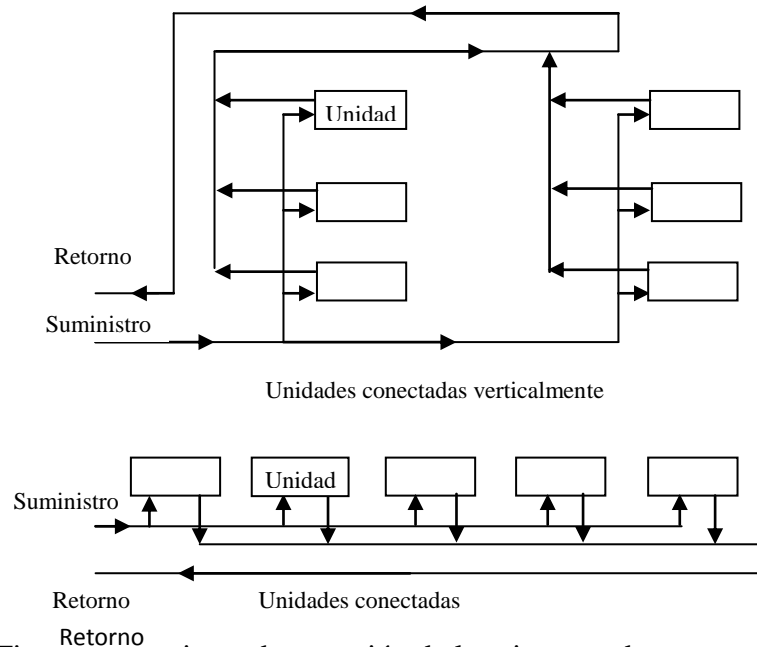 Unidad
Retorno
Suministro
Unidades conectadas verticalmente
Unidad
Suministro
Retorno Unidades conectadas
Retorno